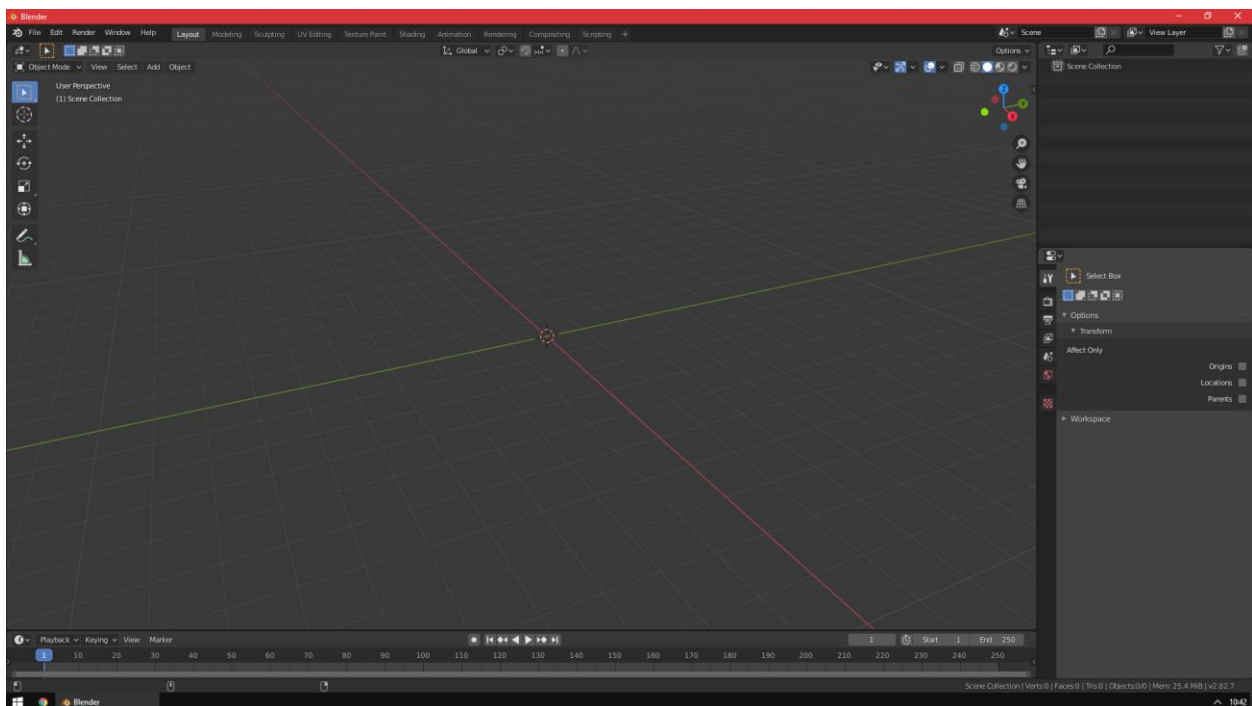 Blender
File Edit Render Window Help Layout Modeling Sculpting UV Editing Texture Paint Shading Animation Rendering Compositing Scripting + Scene View Layer
Global Options
Object Mode View Select Add Object Scene Collection
User Perspective
(1) Scene Collection
Z
Y
X
Select Box
Options
Transform
Affect Only
Origins
Locations
Parents
Workspace
Playback Keying View Marker 1 Start 1 End 250
1 10 20 30 40 50 60 70 80 90 100 110 120 130 140 150 160 170 180 190 200 210 220 230 240 250
Scene Collection | Verts:0 | Faces:0 | Tris:0 | Objects:0/0 | Mem: 25.4 MiB | v2.82.7
Blender 10:42